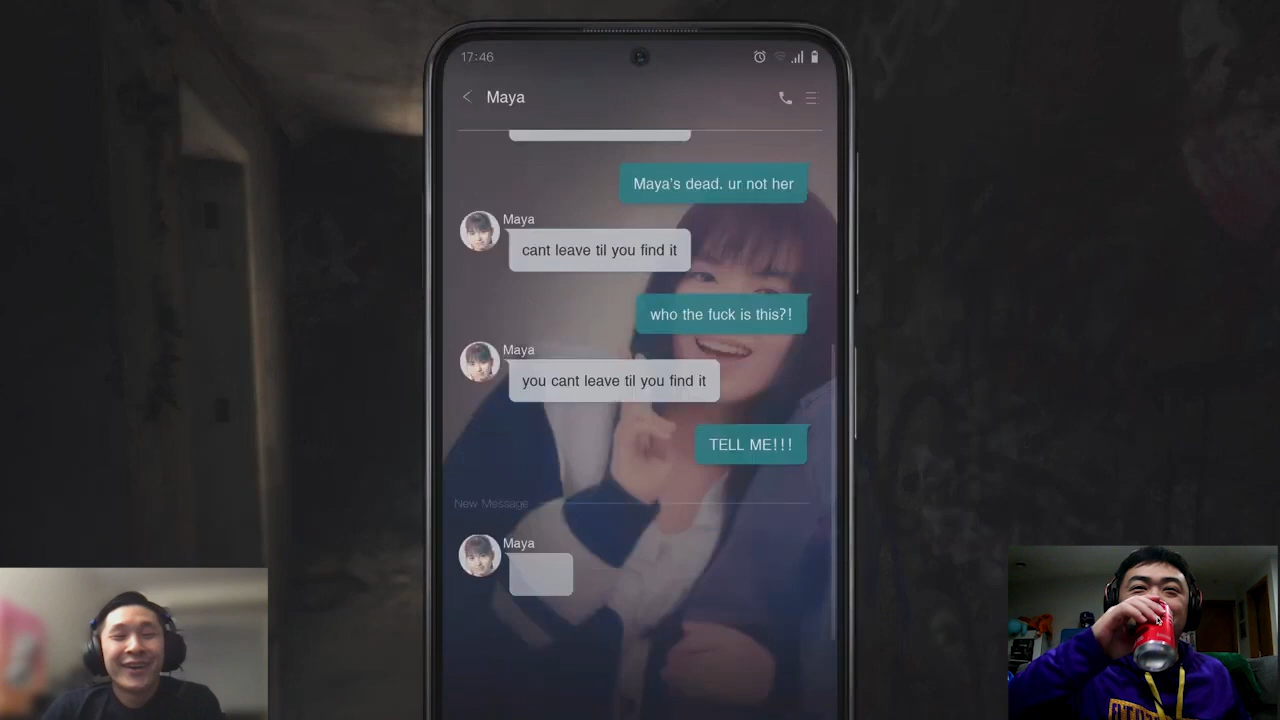 17:46
Maya
Maya's dead. ur not her
Maya
cant leave til you find it
who the fuck is this?!
Maya
you cant leave til you find it
TELL ME!!!
New Message
Maya